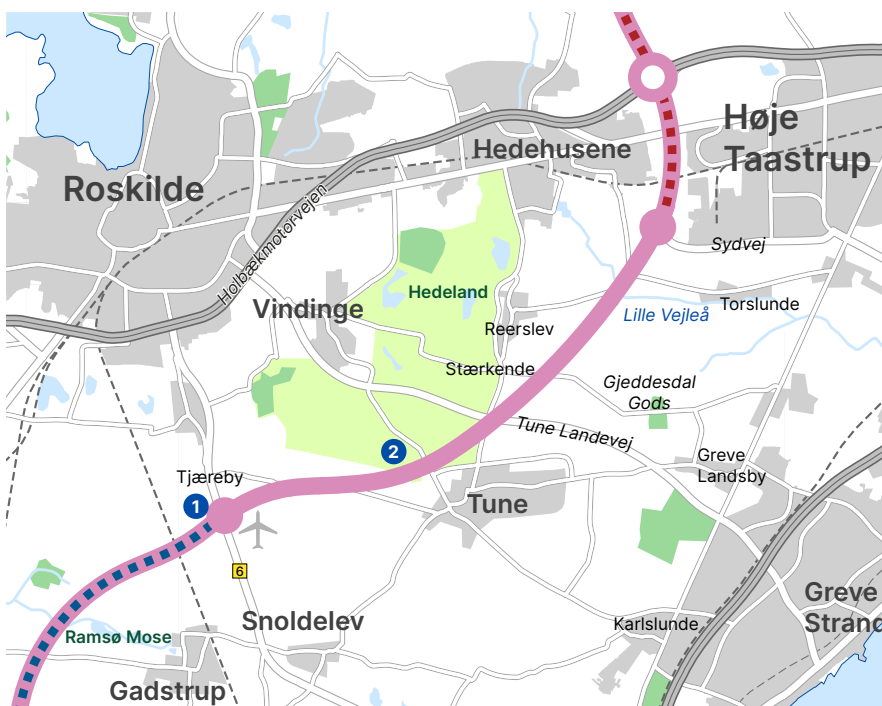 Høje
Taastrup
Hedehusene
Roskilde
Holbækmotorvejen
Sydvej
Hedeland
Vindinge
Torslunde
Lille Vejleå
Reerslev
Stærkende
Gjeddesdal
Gods
Tune Landevej
2
Greve
Landsby
Tjæreby
1
Tune
6
Greve
Strand
Snoldelev
Karlslunde
Ramsø Mose
Gadstrup